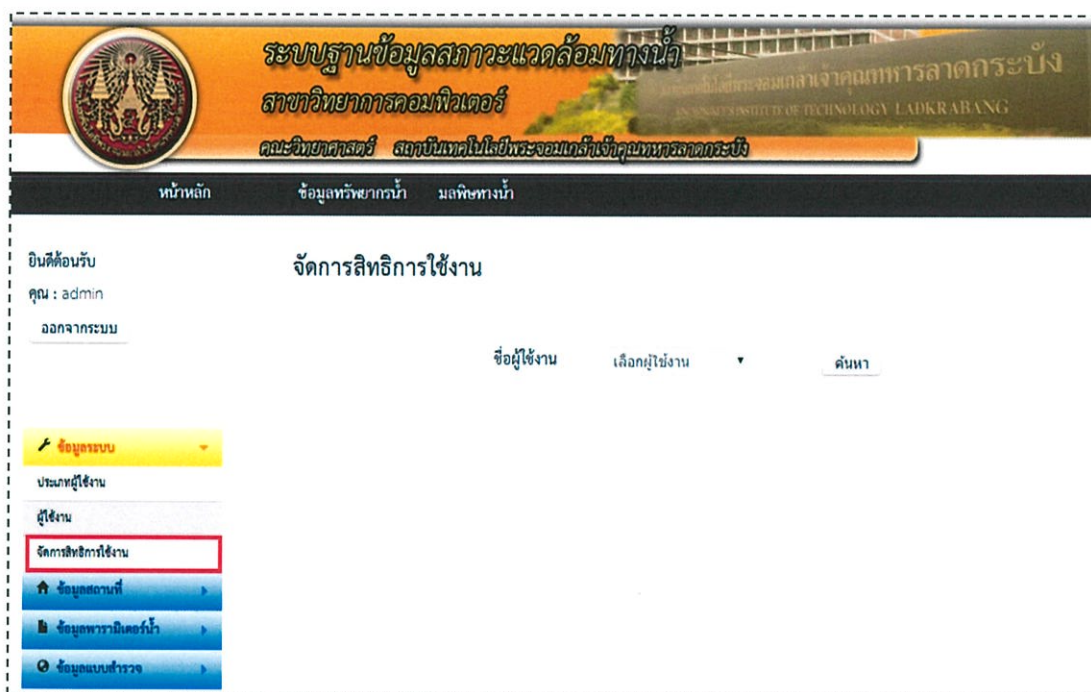 ระบบฐานข้อมูลสภาวะแวดล้อมทางน้ำ
สาขาวิทยาการคอมพิวเตอร์
คณะวิทยาศาสตร์ สถาบันเทคโนโลยีพระจอมเกล้าเจ้าคุณทหารลาดกระบัง
พระจอมเกล้าเจ้าคุณทหารลาดกระบัง
INSTITUTE OF TECHNOLOGY LADKRABANG
หน้าหลัก ข้อมูลทรัพยากรน้ำ มลพิษทางน้ำ
ยินดีต้อนรับ
คุณ : admin
ออกจากระบบ
จัดการสิทธิการใช้งาน
ชื่อผู้ใช้งาน เลือกผู้ใช้งาน ค้นหา
ข้อมูลระบบ
ประเภทผู้ใช้งาน
ผู้ใช้งาน
จัดการสิทธิการใช้งาน
ข้อมูลสถานที่
ข้อมูลพารามิเตอร์น้ำ
ข้อมูลแบบสำรวจ